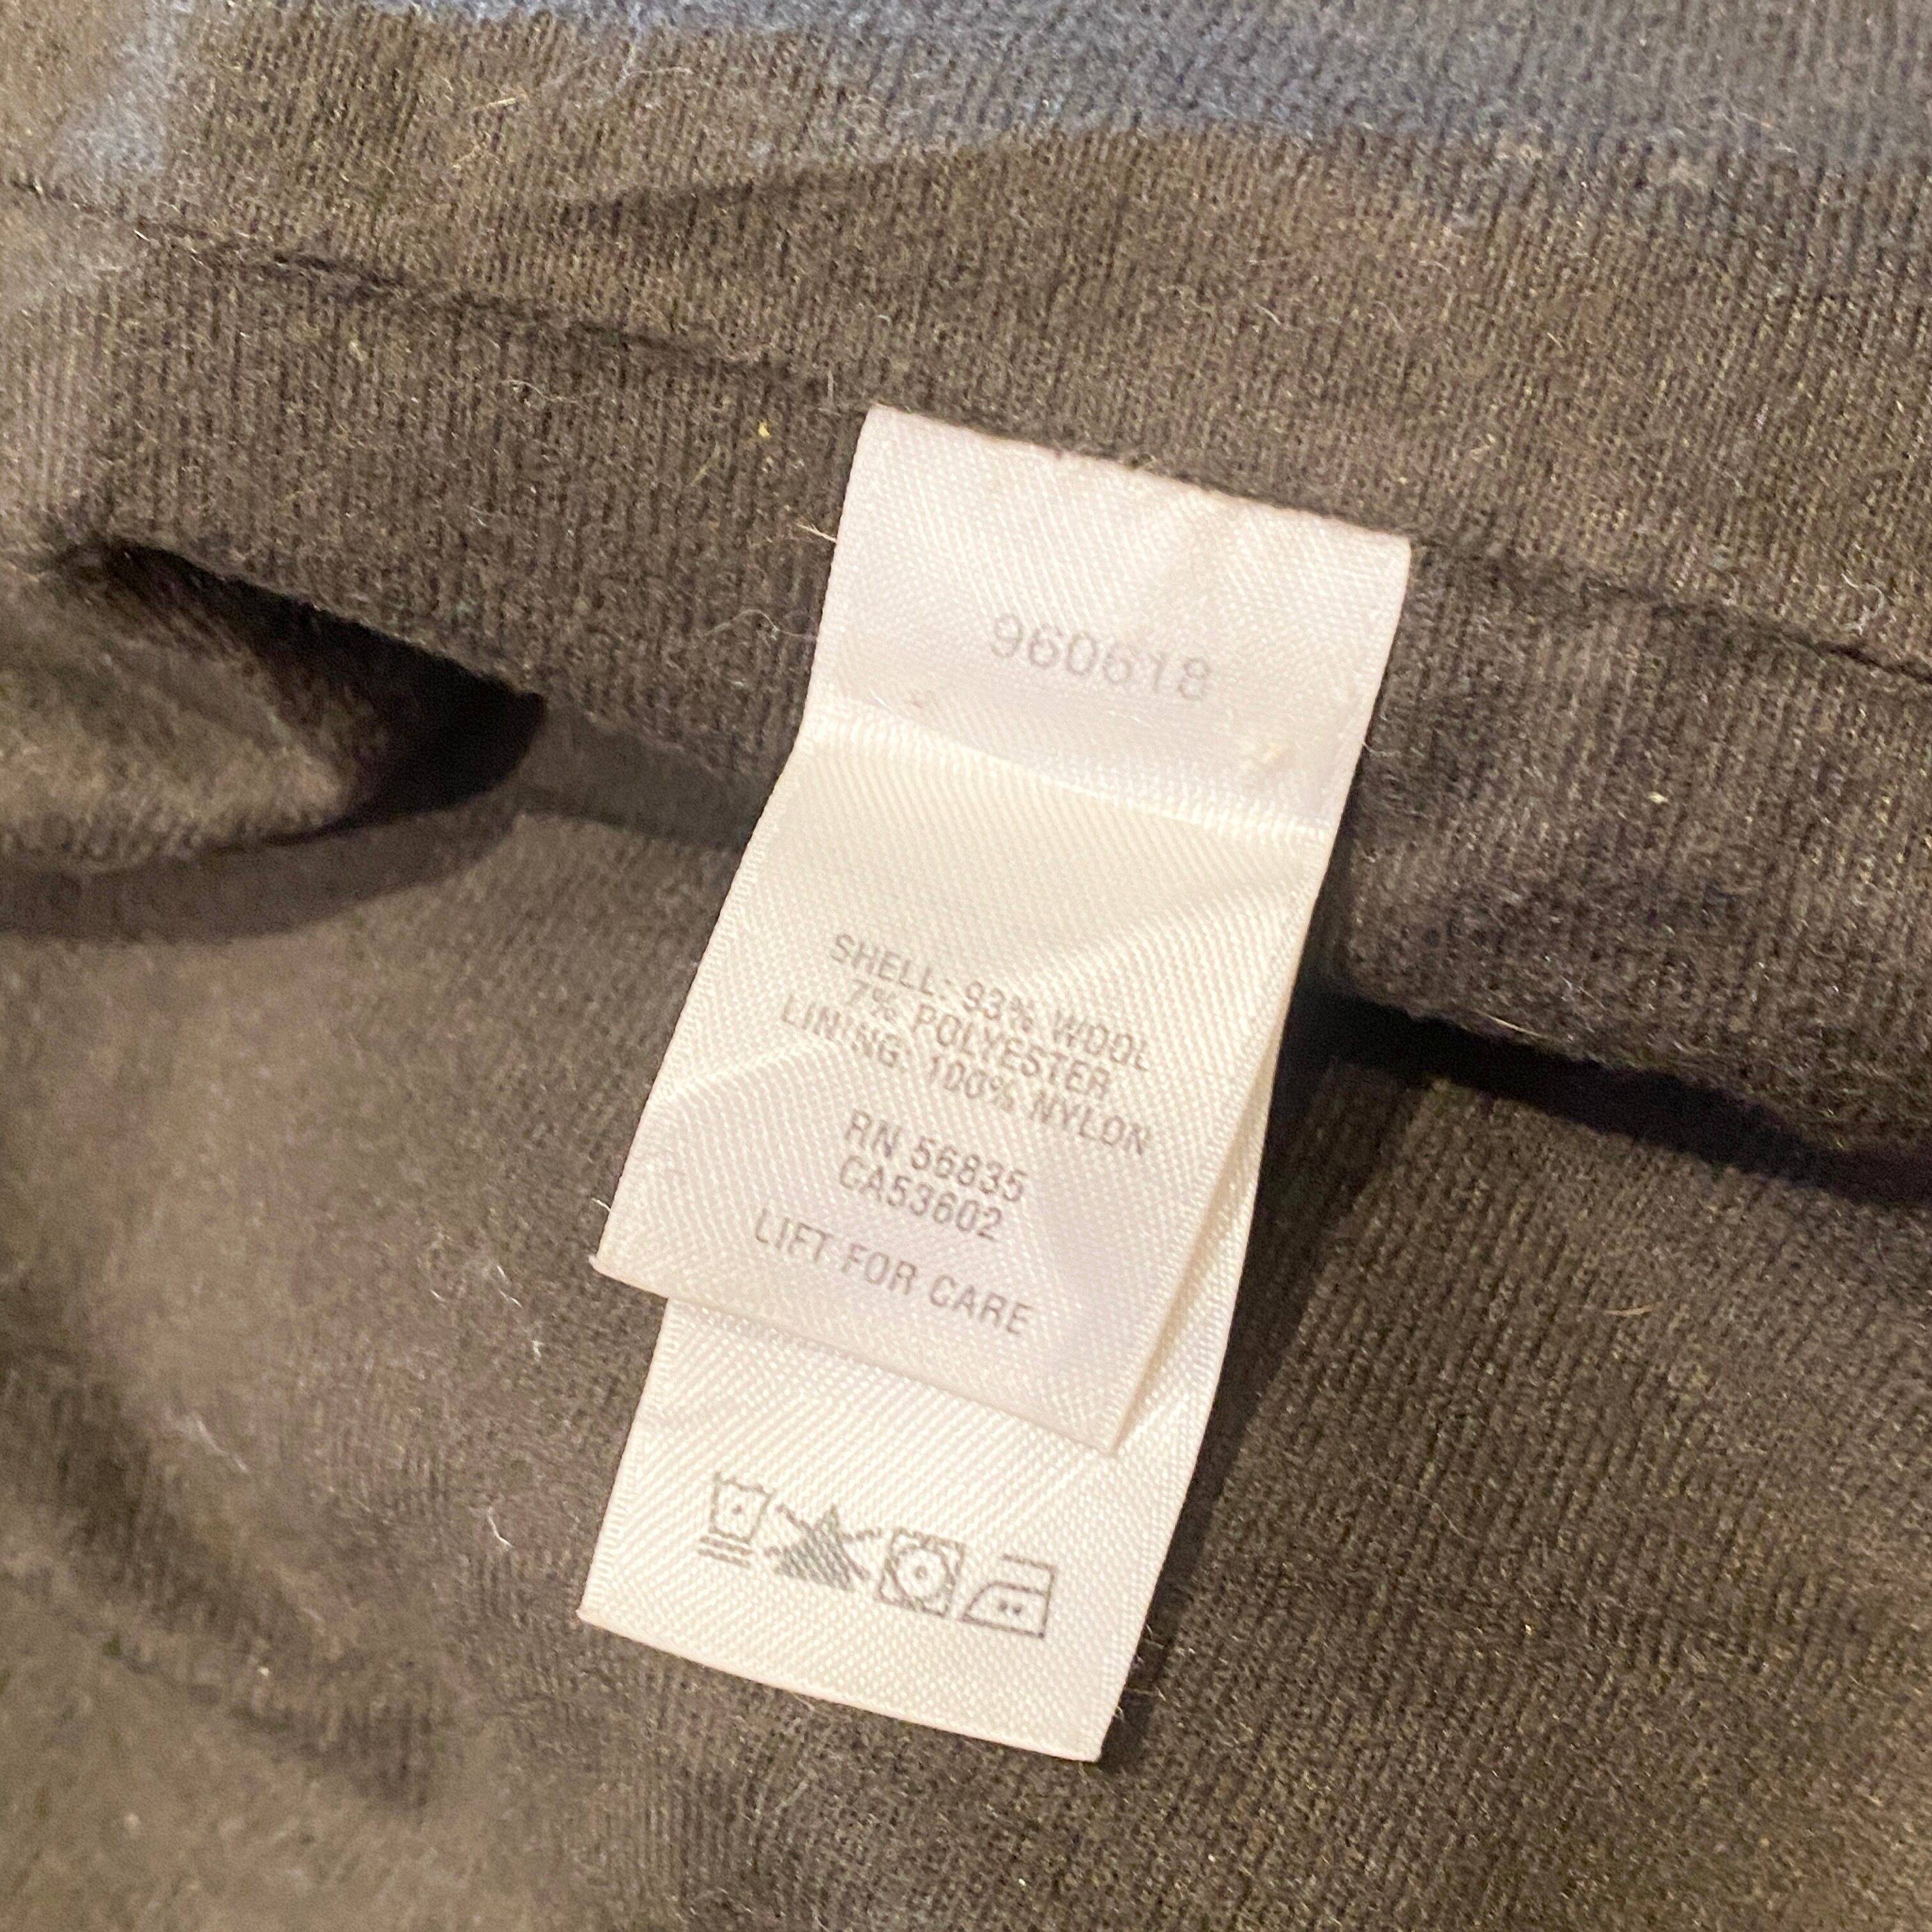 960618
SHELL: 93% WOOL
7% POLYESTER
LINING: 100% NYLON
RN 56835
CA53602
LIFT FOR CARE